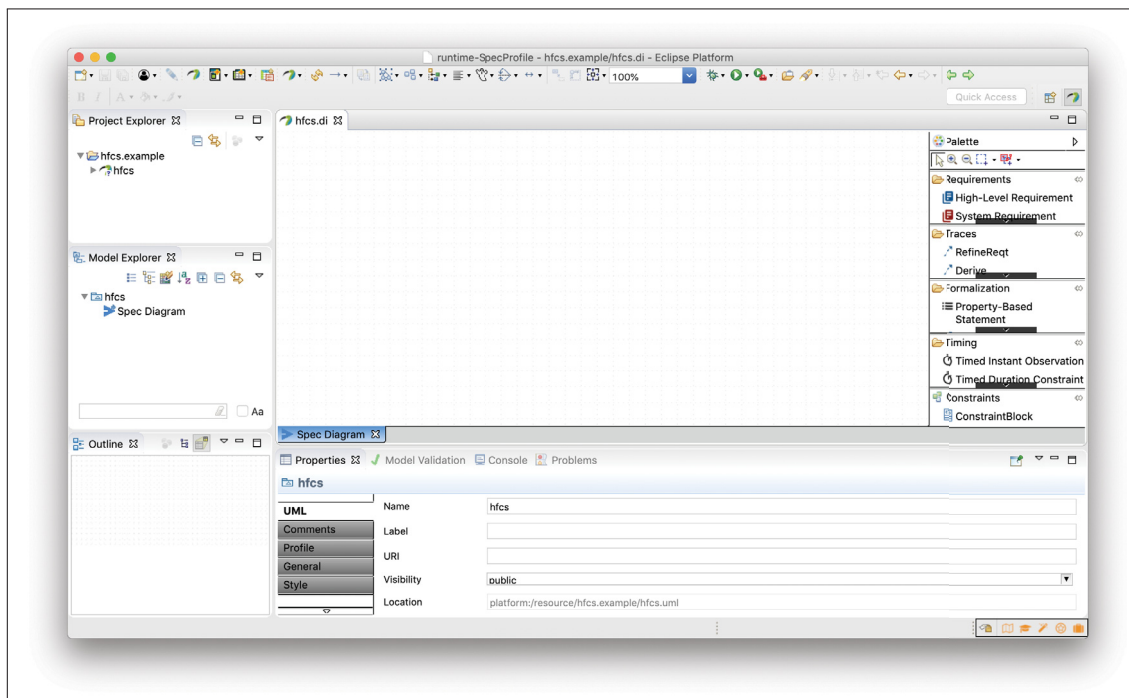 runtime-SpecProfile - hfcs.example/hfcs.di - Eclipse Platform
100%
B I A
Quick Access
Project Explorer
hfcs.example
hfcs
hfcs.di
Palette
Requirements
High-Level Requirement
System Requirement
Traces
RefineReqt
Derive
Formalization
Property-Based
Statement
Timing
Timed Instant Observation
Timed Duration Constraint
Constraints
ConstraintBlock
Model Explorer
hfcs
Spec Diagram
Aa
Outline
Spec Diagram
Properties Model Validation Console Problems
hfcs
UML
Comments
Profile
General
Style
Name hfcs
Label
URI
Visibility public
Location platform:/resource/hfcs.example/hfcs.uml